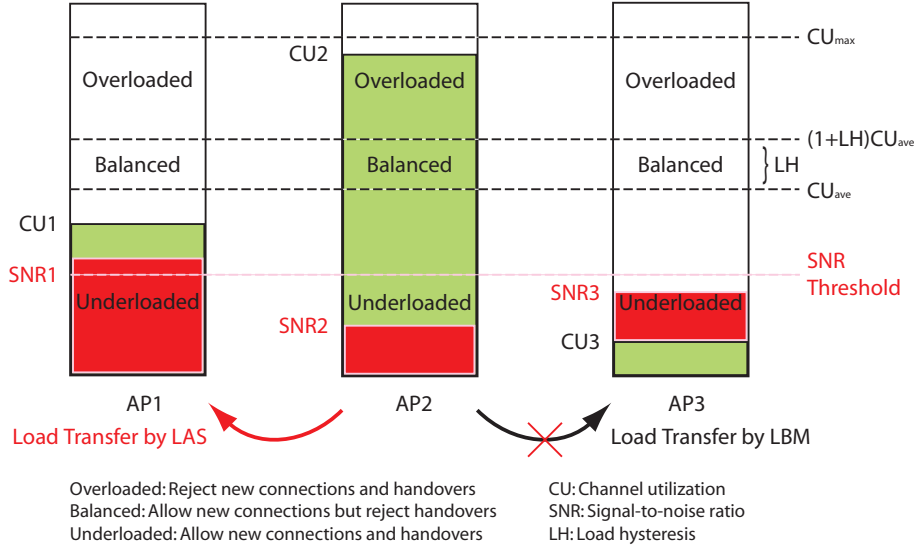 CUmax
CU2
Overloaded Overloaded Overloaded
(1+LH)CUave
Balanced Balanced Balanced } LH
CUave
CU1
SNR1
SNR Threshold
Underloaded Underloaded Underloaded
SNR3
SNR2
CU3
AP1 AP2 AP3
Load Transfer by LAS Load Transfer by LBM
Overloaded: Reject new connections and handovers
Balanced: Allow new connections but reject handovers
Underloaded: Allow new connections and handovers
CU: Channel utilization
SNR: Signal-to-noise ratio
LH: Load hysteresis